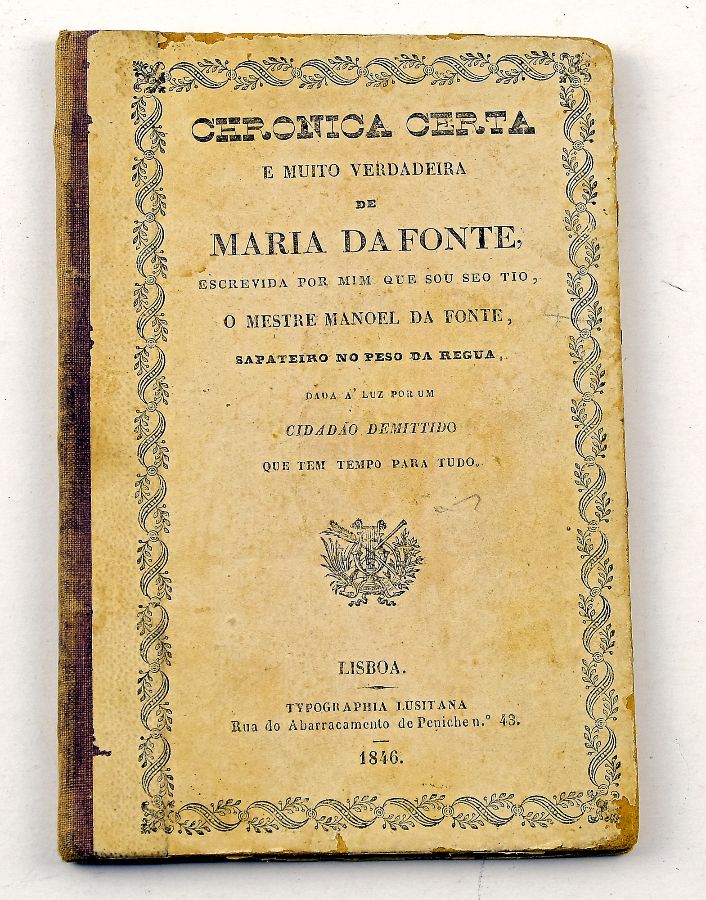 CHRONICA CERTA
E MUITO VERDADEIRA
DE
MARIA DA FONTE,
ESCREVIDA POR MIM QUE SOU SEO TIO,
O MESTRE MANOEL DA FONTE,
SAPATEIRO NO PESO DA REGUA,
DADA A' LUZ POR UM
CIDADÃO DEMITTIDO
QUE TEM TEMPO PARA TUDO.
LISBOA.
TYPOGRAPHIA LUSITANA
Rua do Abarracamento de Peniche n.º 43.
1846.